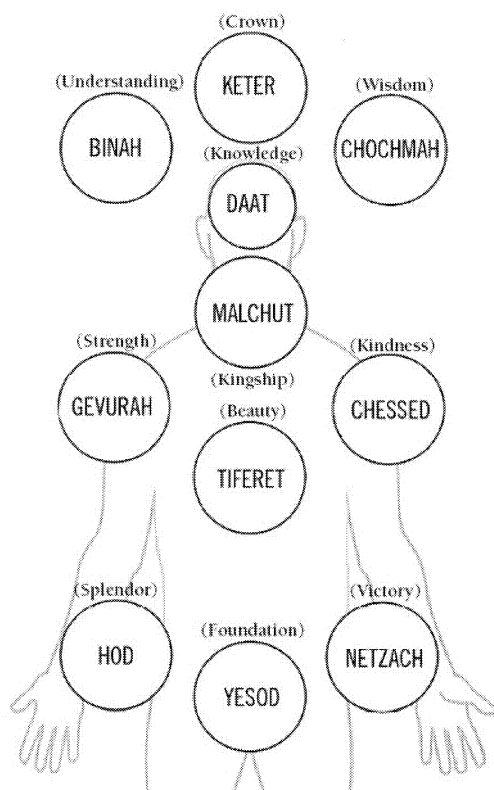 (Crown)
KETER
(Understanding)
BINAH
(Wisdom)
CHOCHMAH
(Knowledge)
DAAT
MALCHUT
(Kingship)
(Strength)
GEVURAH
(Kindness)
CHESSED
(Beauty)
TIFERET
(Splendor)
HOD
(Victory)
NETZACH
(Foundation)
YESOD